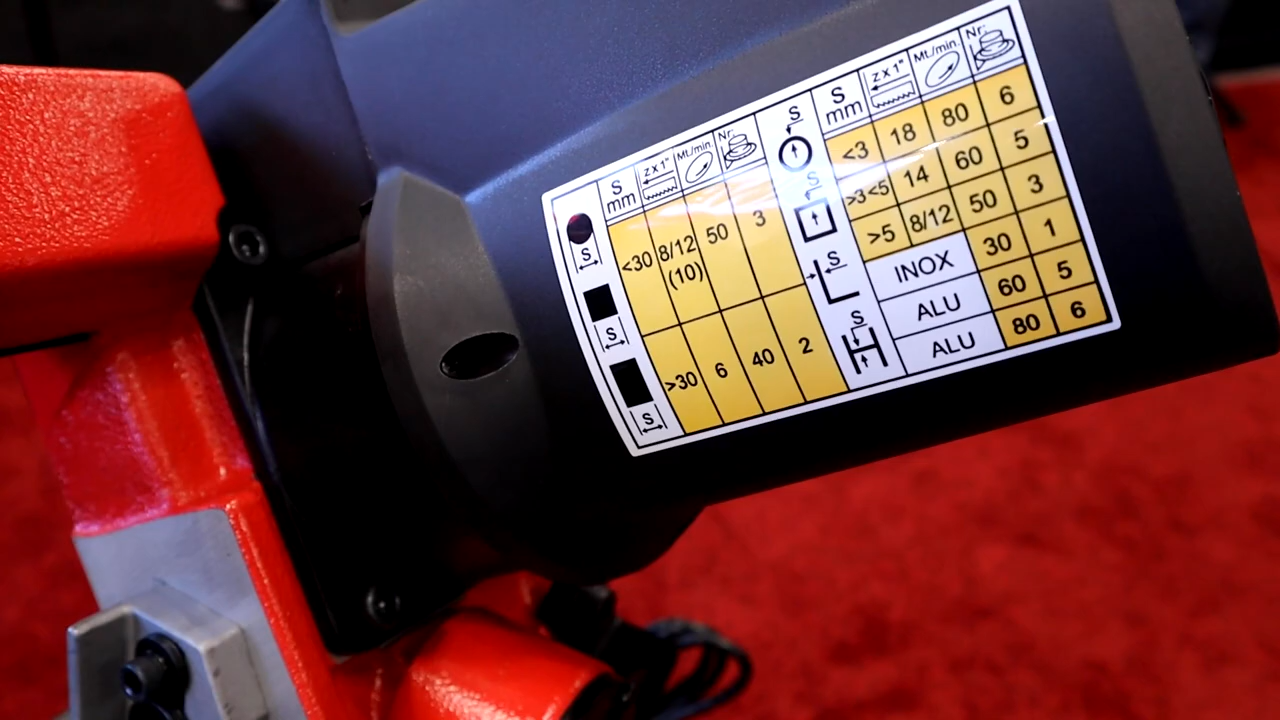 S mm ZX1" Mt./min. Nr:
<30 8/12 (10) 50 3
>30 6 40 2
S
S
S
S
S
S
S
S mm ZX1" Mt./min. Nr:
<3 18 80 6
>3<5 14 60 5
>5 8/12 50 3
INOX 30 1
ALU 60 5
ALU 80 6